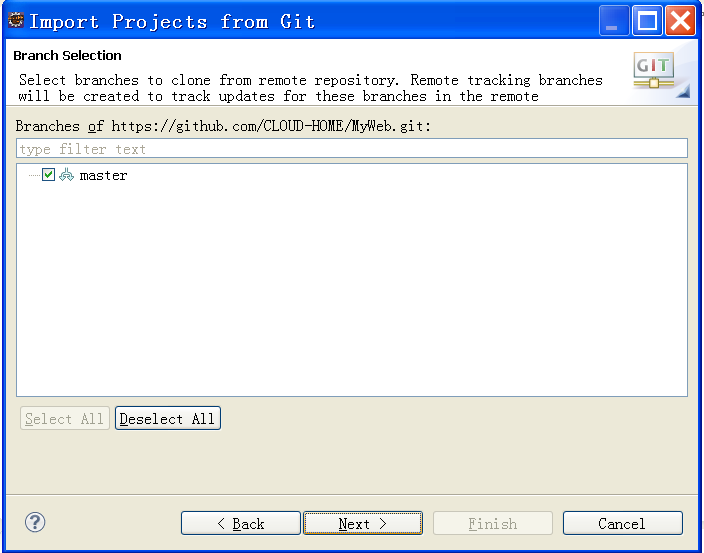 Import Projects from Git
Branch Selection
Select branches to clone from remote repository. Remote tracking branches
will be created to track updates for these branches in the remote
GIT
Branches of https://github.com/CLOUD-HOME/MyWeb.git:
type filter text
master
Select All Deselect All
? < Back Next > Finish Cancel